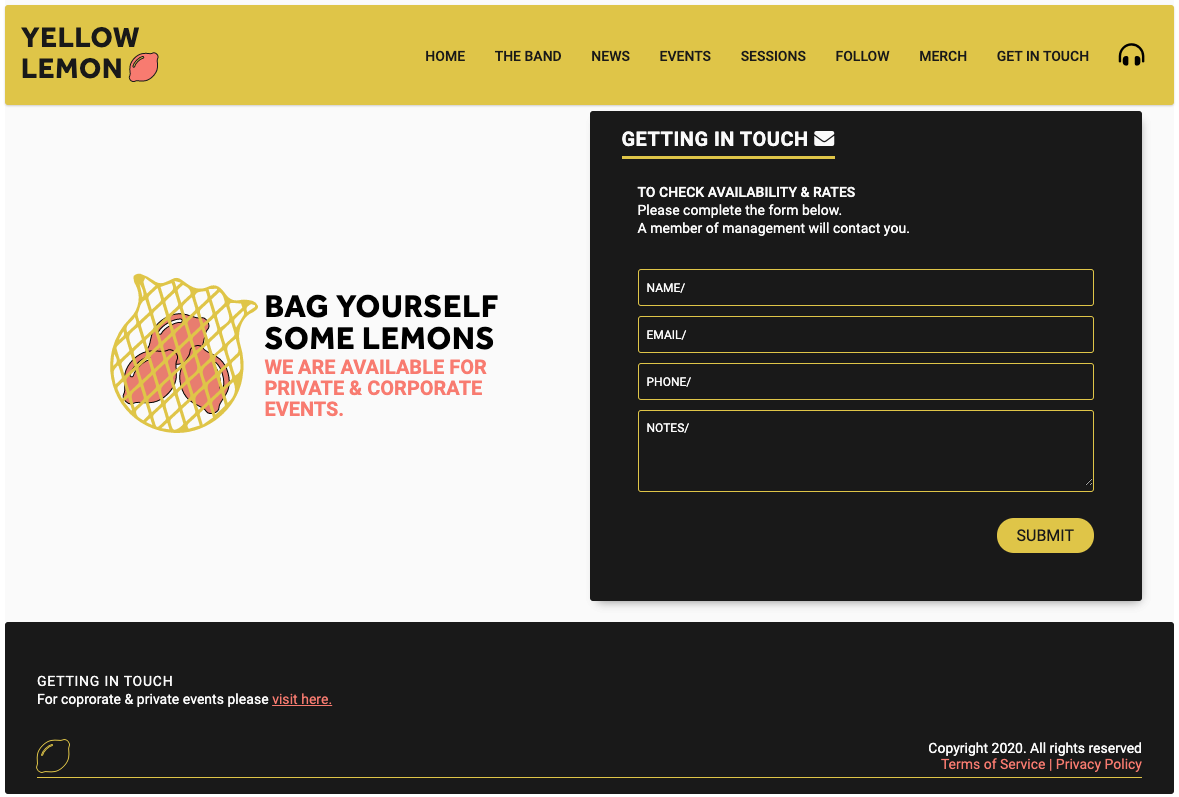 YELLOW
LEMON
HOME THE BAND NEWS EVENTS SESSIONS FOLLOW MERCH GET IN TOUCH
BAG YOURSELF
SOME LEMONS
WE ARE AVAILABLE FOR
PRIVATE & CORPORATE
EVENTS.
GETTING IN TOUCH
TO CHECK AVAILABILITY & RATES
Please complete the form below.
A member of management will contact you.
NAME/
EMAIL/
PHONE/
NOTES/
SUBMIT
GETTING IN TOUCH
For coprorate & private events please visit here.
Copyright 2020. All rights reserved
Terms of Service | Privacy Policy